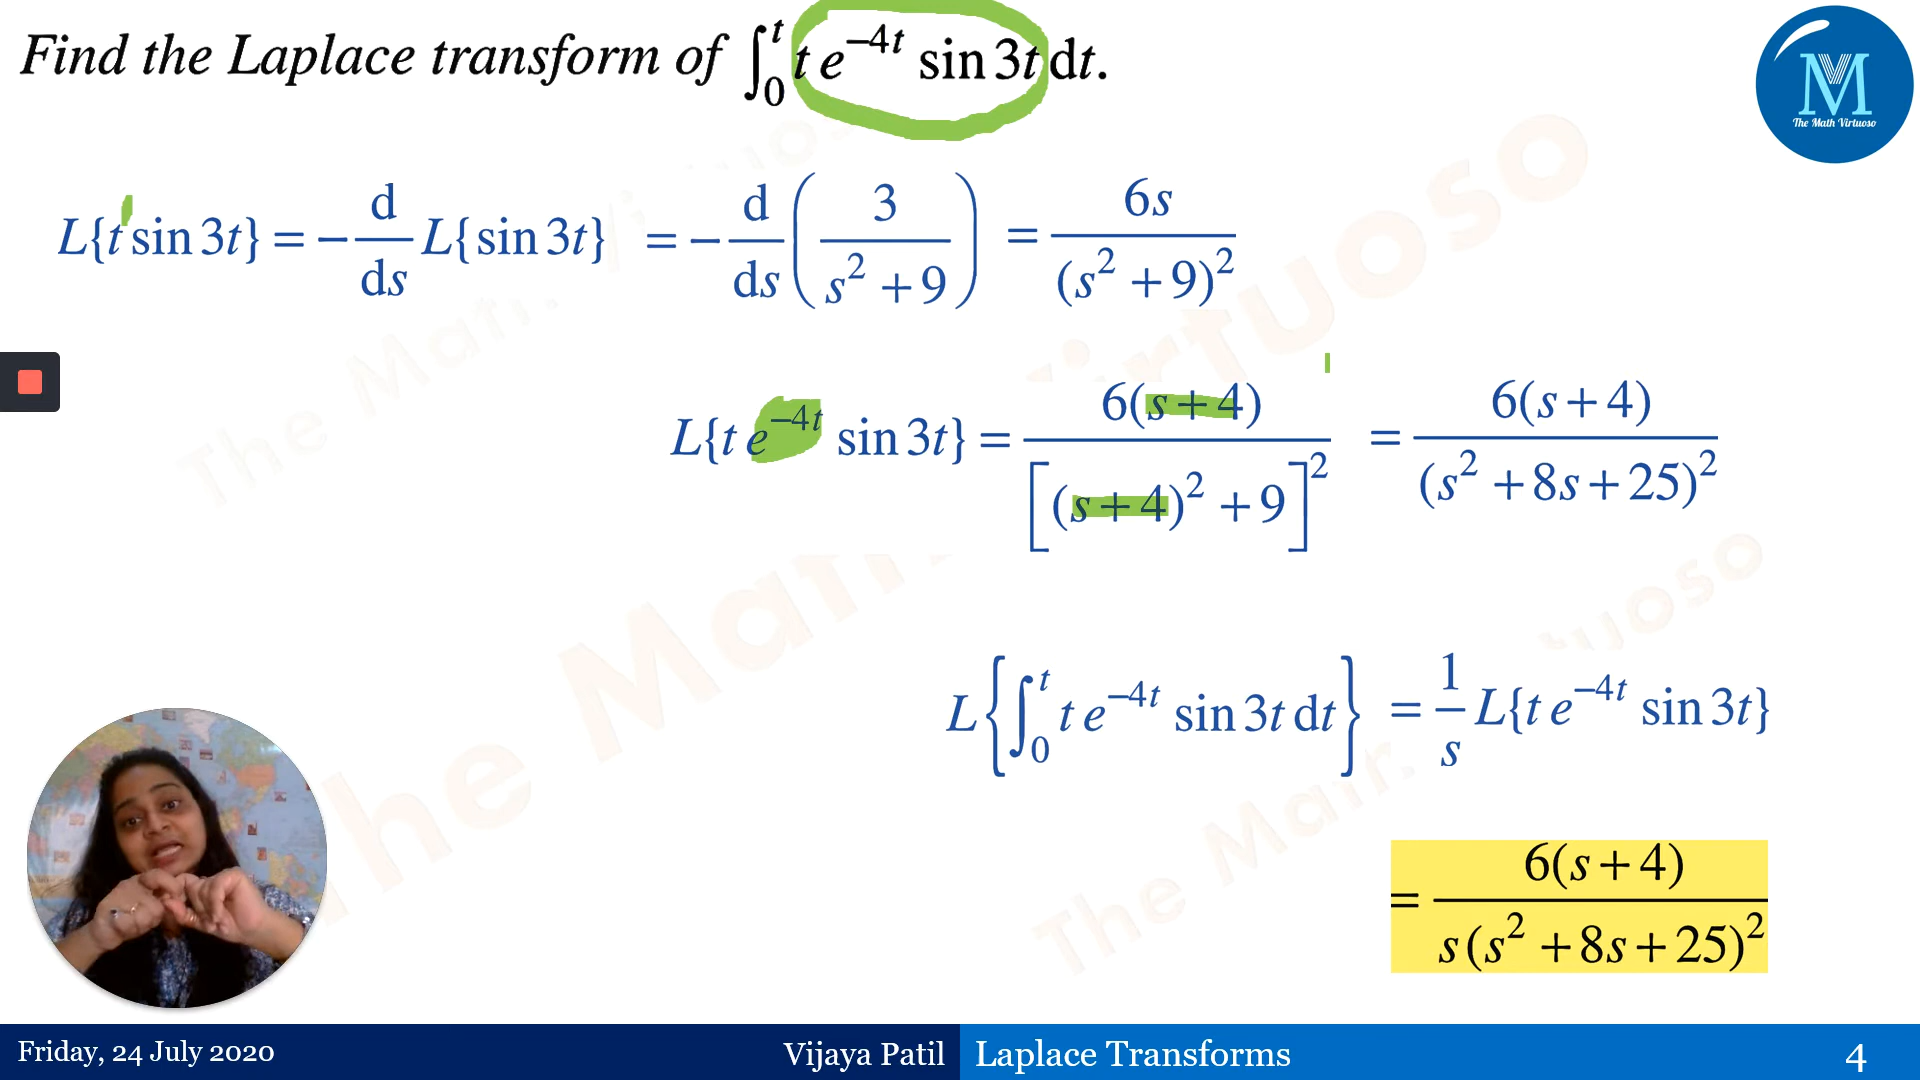 Find the Laplace transform of ∫₀ᵗ t e⁻⁴ᵗ sin 3t dt.
M
The Math Virtuoso
L{t sin 3t} = − d/ds L{sin 3t} = − d/ds ( 3 / (s² + 9) ) = 6s / (s² + 9)²
L{t e⁻⁴ᵗ sin 3t} = 6(s + 4) / [(s + 4)² + 9]² = 6(s + 4) / (s² + 8s + 25)²
L{∫₀ᵗ t e⁻⁴ᵗ sin 3t dt} = 1/s L{t e⁻⁴ᵗ sin 3t}
= 6(s + 4) / s(s² + 8s + 25)²
Friday, 24 July 2020
Vijaya Patil
Laplace Transforms
4